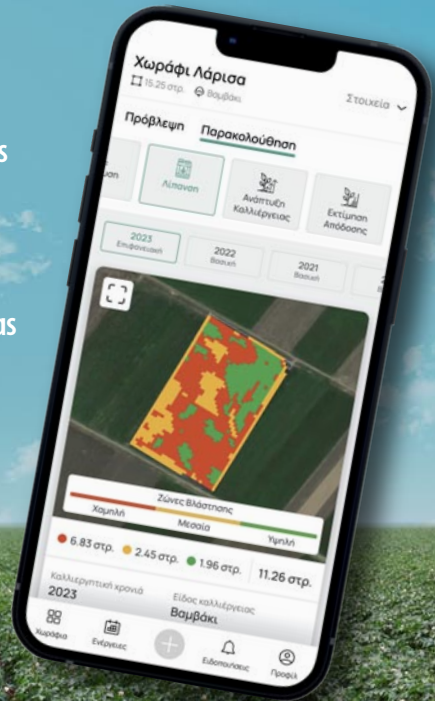 ς
ας
Χωράφι Λάρισα
15.25 στρ. Βαμβάκι
Στοιχεία
Πρόβλεψη Παρακολούθηση
Λίπανση
Ανάπτυξη
Καλλιέργειας
Εκτίμηση
Απόδοσης
2023
Επιφανειακή
2022
Βασική
2021
Βασική
Ζώνες Βλάστησης
Χαμηλή Μεσαία Υψηλή
6.83 στρ. 2.45 στρ. 1.96 στρ. 11.26 στρ.
Καλλιεργητική χρονιά
2023
Είδος καλλιέργειας
Βαμβάκι
Χωράφια Ενέργειες Ειδοποιήσεις Προφίλ